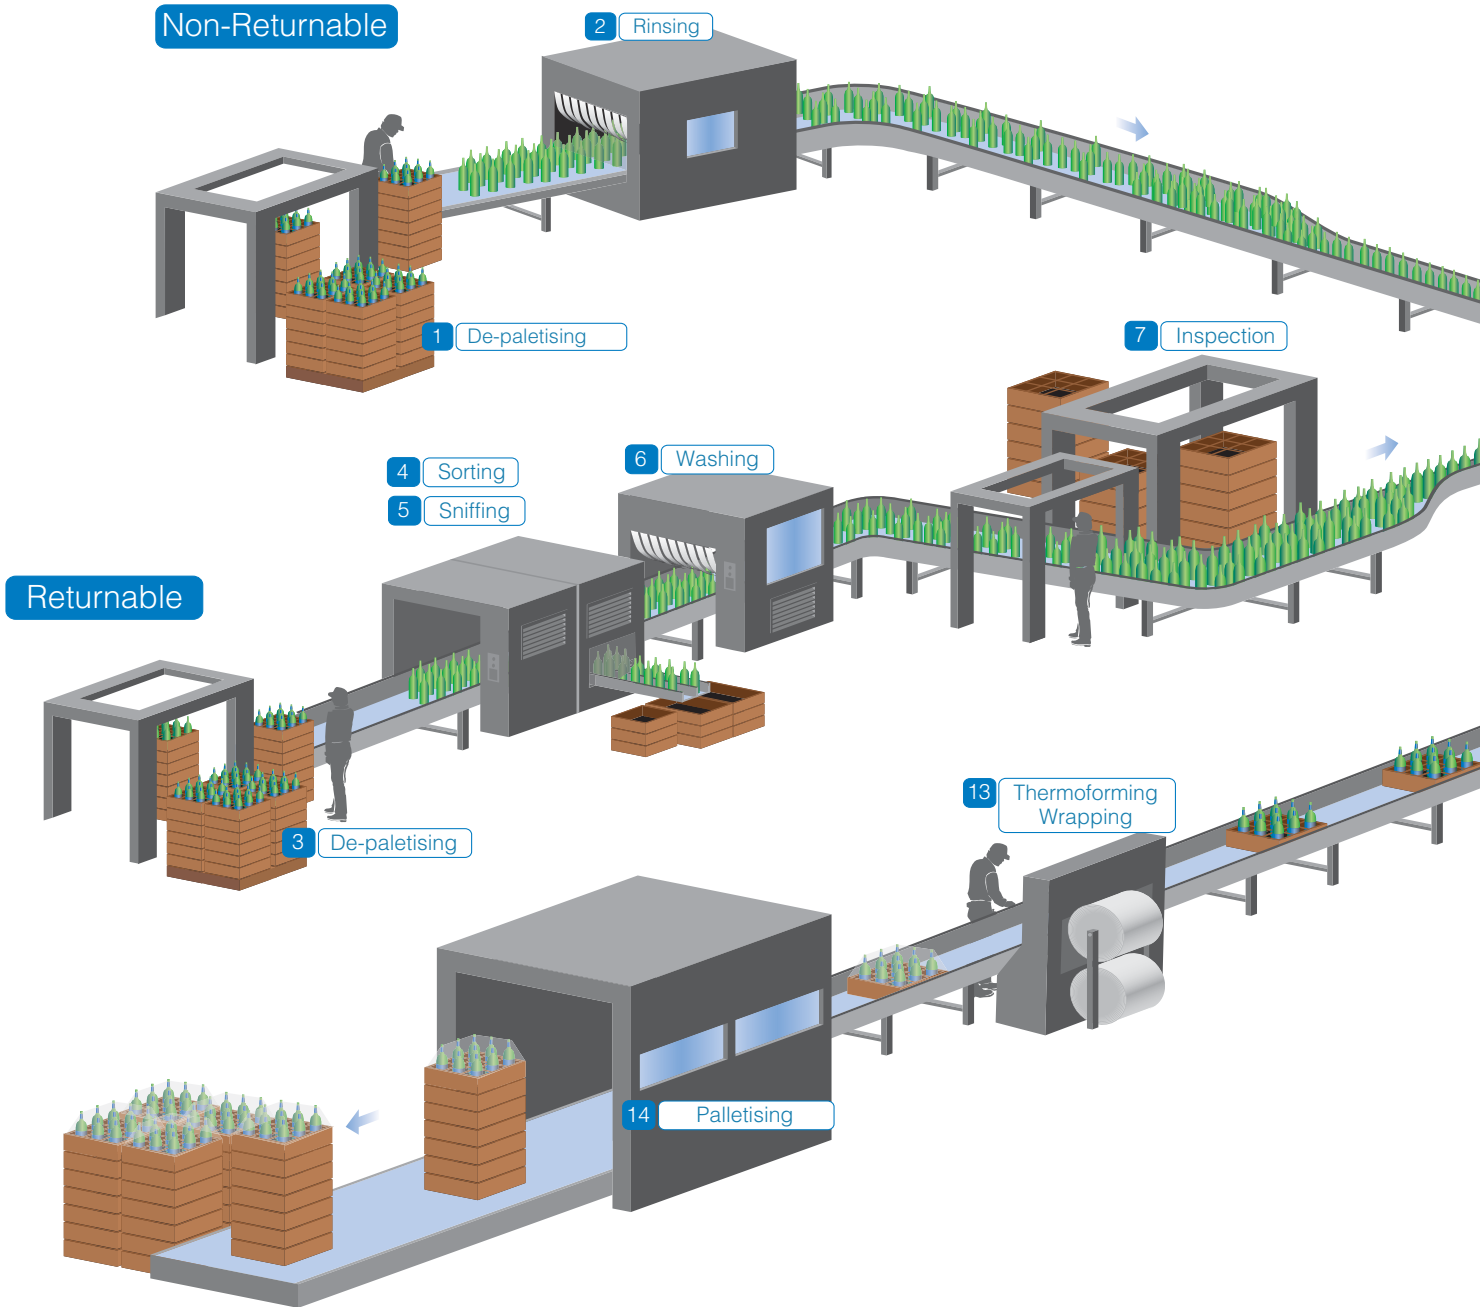 Non-Returnable
2 Rinsing
1 De-paletising
7 Inspection
4 Sorting
5 Sniffing
6 Washing
Returnable
3 De-paletising
13 Thermoforming
Wrapping
14 Palletising